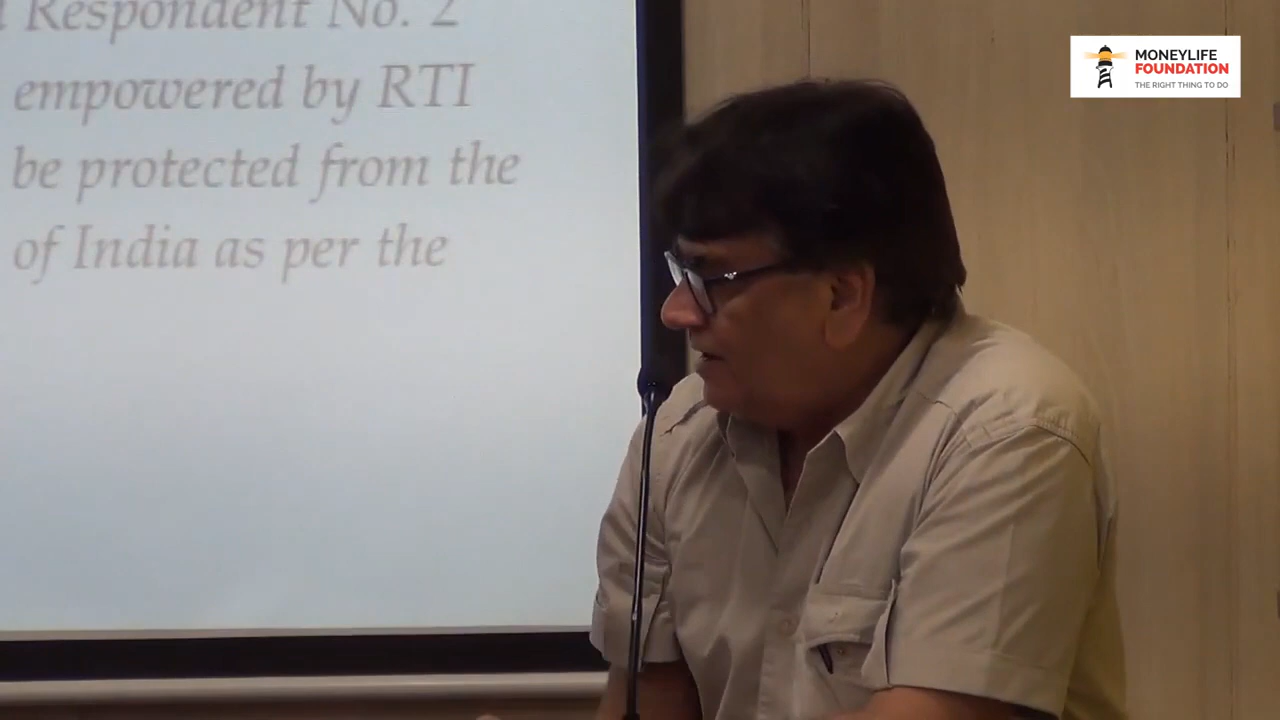 Respondent No. 2
empowered by RTI
be protected from the
of India as per the
MONEYLIFE
FOUNDATION
THE RIGHT THING TO DO